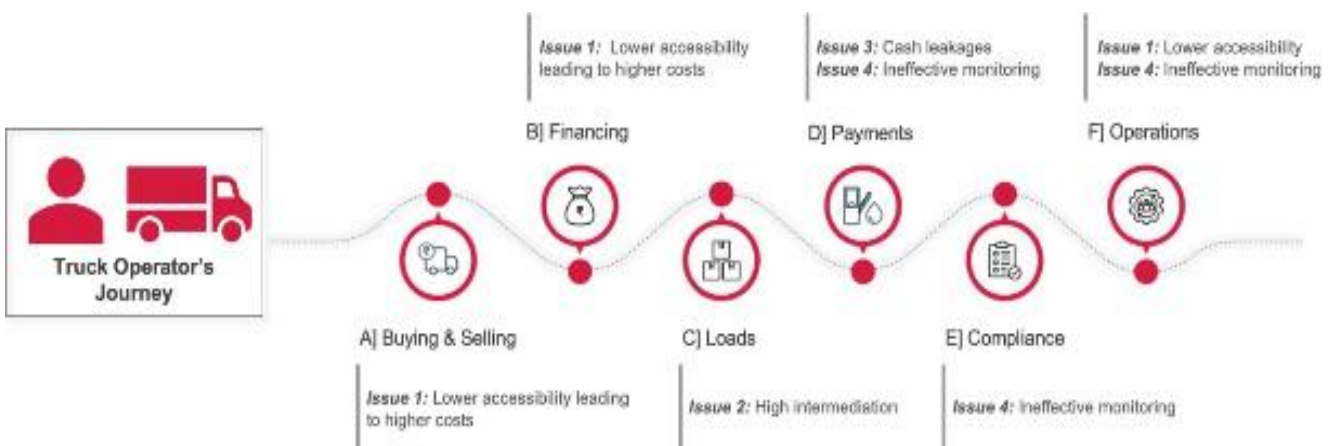 Truck Operator's
Journey
A] Buying & Selling
Issue 1: Lower accessibility leading
to higher costs
Issue 1: Lower accessibility
leading to higher costs
B] Financing
C] Loads
Issue 2: High intermediation
Issue 3: Cash leakages
Issue 4: Ineffective monitoring
D] Payments
E] Compliance
Issue 4: Ineffective monitoring
Issue 1: Lower accessibility
Issue 4: Ineffective monitoring
F] Operations